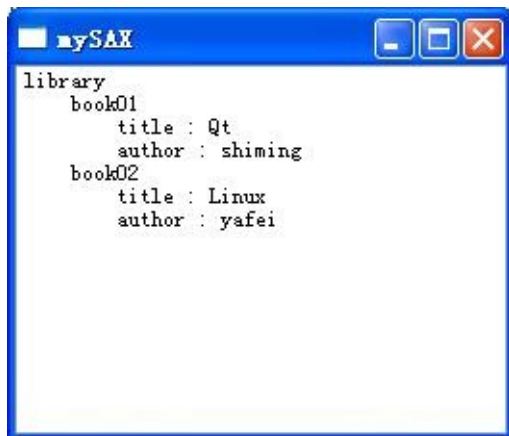 mySAX
library
book01
title : Qt
author : shiming
book02
title : Linux
author : yafei